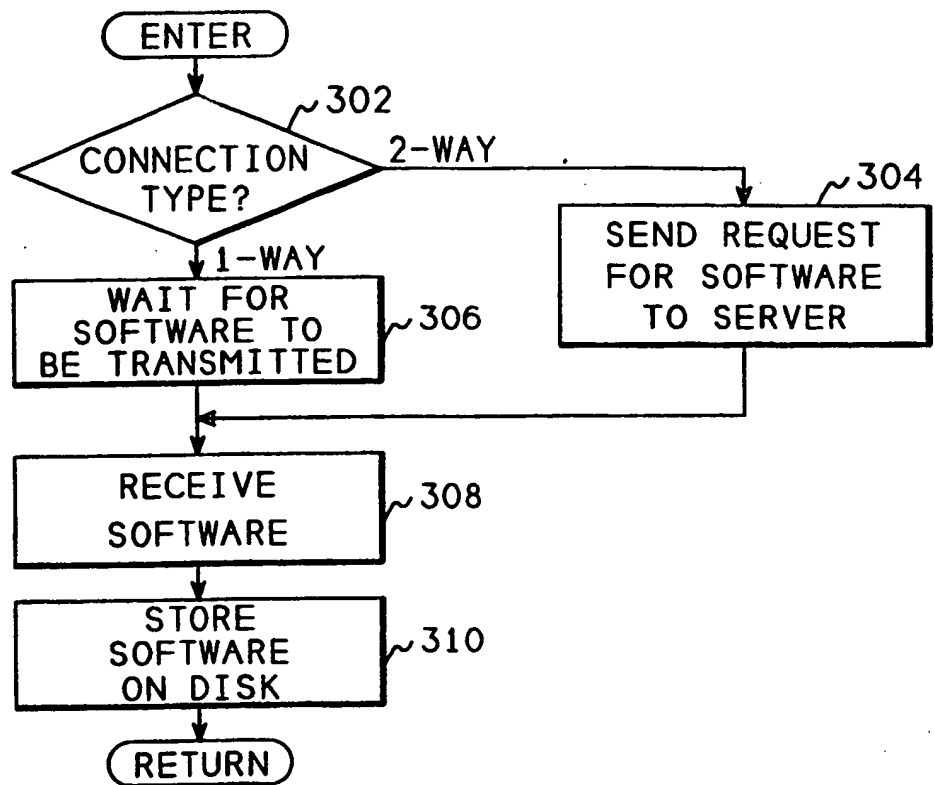 ENTER
302
CONNECTION
TYPE?
2-WAY
304
SEND REQUEST
FOR SOFTWARE
TO SERVER
1-WAY
WAIT FOR
SOFTWARE TO
BE TRANSMITTED
306
RECEIVE
SOFTWARE
308
STORE
SOFTWARE
ON DISK
310
RETURN